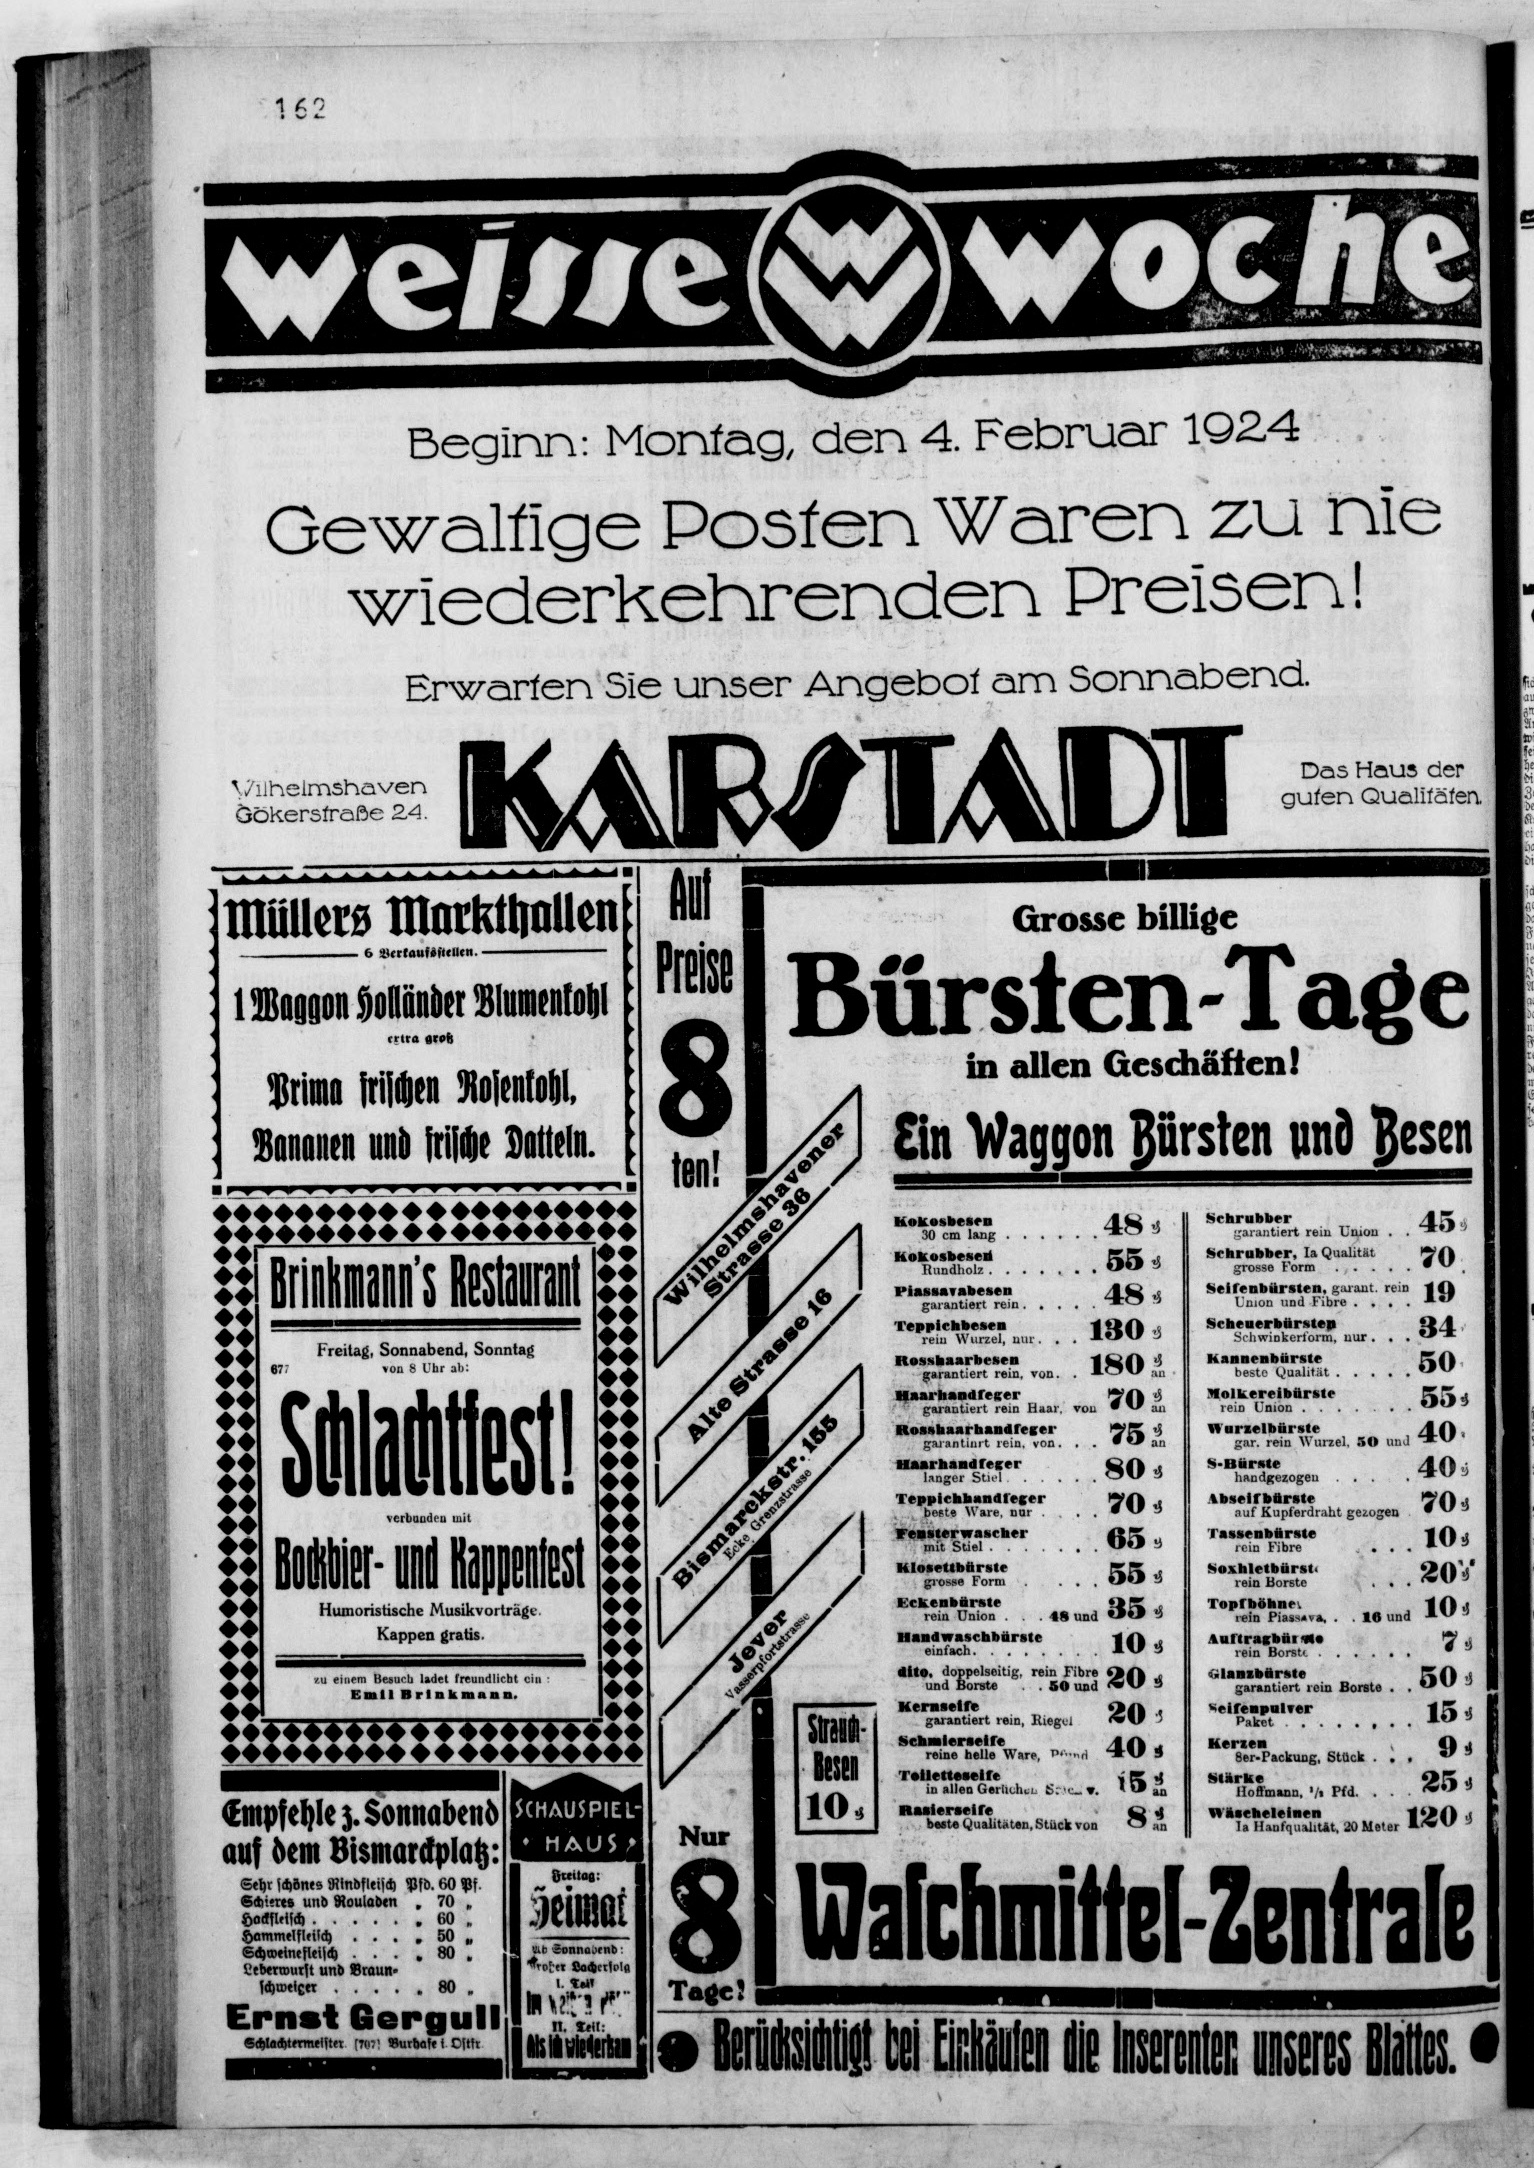 162
weisse W woche
W
Beginn: Montag, den 4. Februar 1924
Gewaltige Posten Waren zu nie
wiederkehrenden Preisen!
Erwarten Sie unser Angebot am Sonnabend.
Wilhelmshaven
Gökerstraße 24.
KARSTADT
Das Haus der
guten Qualitäten.
Müllers Markthallen
6 Verkaufsstellen.
1 Waggon Holländer Blumenkohl
extra groß
Prima frischen Rosenkohl,
Bananen und frische Datteln.
Brinkmann's Restaurant
Freitag, Sonnabend, Sonntag
677 von 8 Uhr ab:
Schlachtfest!
verbunden mit
Bockbier- und Kappenfest
Humoristische Musikvorträge.
Kappen gratis.
zu einem Besuch ladet freundlicht ein:
Emil Brinkmann.
Empfehle z. Sonnabend
auf dem Bismarckplatz:
Sehr schönes Rindfleisch Pfd. 60 Pf.
Schieres und Rouladen . 70 „
Hackfleisch . . . . . . . 60 „
Hammelfleisch . . . . . 50 „
Schweinefleisch . . . . 80 „
Leberwurst und Braun-
schweiger . . . . . 80 „
Ernst Gergull
Schlachtermeister. [707] Burhafe i. Ostfr.
SCHAUSPIEL-
HAUS
Freitag:
Heimat
Ab Sonnabend:
Großer Lacherfolg
I. Teil
Im
II. Teil:
Als ich wiederkam
Auf
Preise
8
ten!
Wilhelmshavener
Strasse 36
Alte Strasse 16
Bismarckstr. 155
Ecke Grenzstrasse
Jever
Wasserpfortstrasse
Nur
8
Tage!
Grosse billige
Bürsten-Tage
in allen Geschäften!
Ein Waggon Bürsten und Besen
Kokosbesen
30 cm lang . . . . . . 48 ₰
Kokosbesen
Rundholz . . . . . . . 55 ₰
Piassavabesen
garantiert rein . . . . . 48 ₰
Teppichbesen
rein Wurzel, nur . . . 130 ₰
Rosshaarbesen
garantiert rein, von . . 180 ₰ an
Haarhandfeger
garantiert rein Haar, von 70 ₰ an
Rosshaarhandfeger
garantinrt rein, von . . . 75 ₰ an
Haarhandfeger
langer Stiel . . . . . . 80 ₰
Teppichhandfeger
beste Ware, nur . . . . 70 ₰
Fensterwascher
mit Stiel . . . . . . . 65 ₰
Klosettbürste
grosse Form . . . . 55 ₰
Eckenbürste
rein Union . . . 48 und 35 ₰
Handwaschbürste
einfach . . . . . . . . 10 ₰
dito, doppelseitig, rein Fibre
und Borste . . 50 und 20 ₰
Kernseife
garantiert rein, Riegel 20 ₰
Schmierseife
reine helle Ware, Pfund 40 ₰
Toiletteseife
in allen Gerüchen v. 15 ₰ an
Rasierseife
beste Qualitäten, Stück von 8 ₰ an
Strauch-
Besen
10 ₰
Schrubber
garantiert rein Union . . 45 ₰
Schrubber, Ia Qualität
grosse Form . . . . . 70
Seifenbürsten, garant. rein
Union und Fibre . . . . 19
Scheuerbürsten
Schwinkerform, nur . . . 34
Kannenbürste
beste Qualität . . . . . 50
Molkereibürste
rein Union . . . . . . . 55 ₰
Wurzelbürste
gar. rein Wurzel, 50 und 40
S-Bürste
handgezogen . . . . 40 ₰
Abseifbürste
auf Kupferdraht gezogen . 70 ₰
Tassenbürste
rein Fibre . . . 10 ₰
Soxhletbürste
rein Borste . . . 20 ₰
Topfböhner
rein Piassava, . . 16 und 10 ₰
Auftragbürste
rein Borste . . . . . . 7 ₰
Glanzbürste
garantiert rein Borste . . 50 ₰
Seifenpulver
Paket . . . . . . . . 15 ₰
Kerzen
8er-Packung, Stück . . . 9 ₰
Stärke
Hoffmann, Pfd. . . . 25 ₰
Wäscheleinen
Ia Hanfqualität, 20 Meter 120 ₰
Waschmittel-Zentrale
Berücksichtigt bei Einkäufen die Inserenten unseres Blattes.